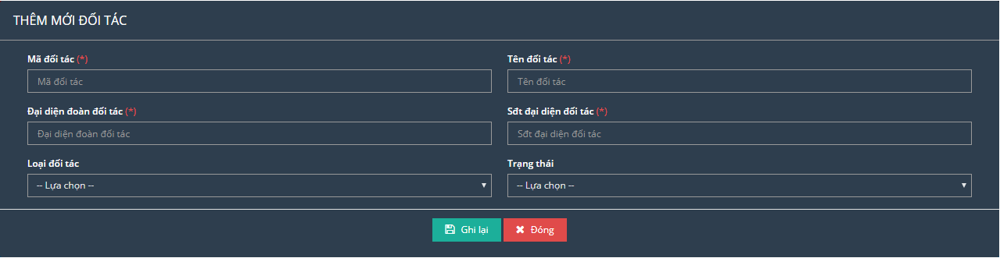 THÊM MỚI ĐỐI TÁC
Mã đối tác (*)
Tên đối tác (*)
Mã đối tác
Tên đối tác
Đại diện đoàn đối tác (*)
Sđt đại diện đối tác (*)
Đại diện đoàn đối tác
Sđt đại diện đối tác
Loại đối tác
Trạng thái
-- Lựa chọn --
-- Lựa chọn --
Ghi lại
Đóng